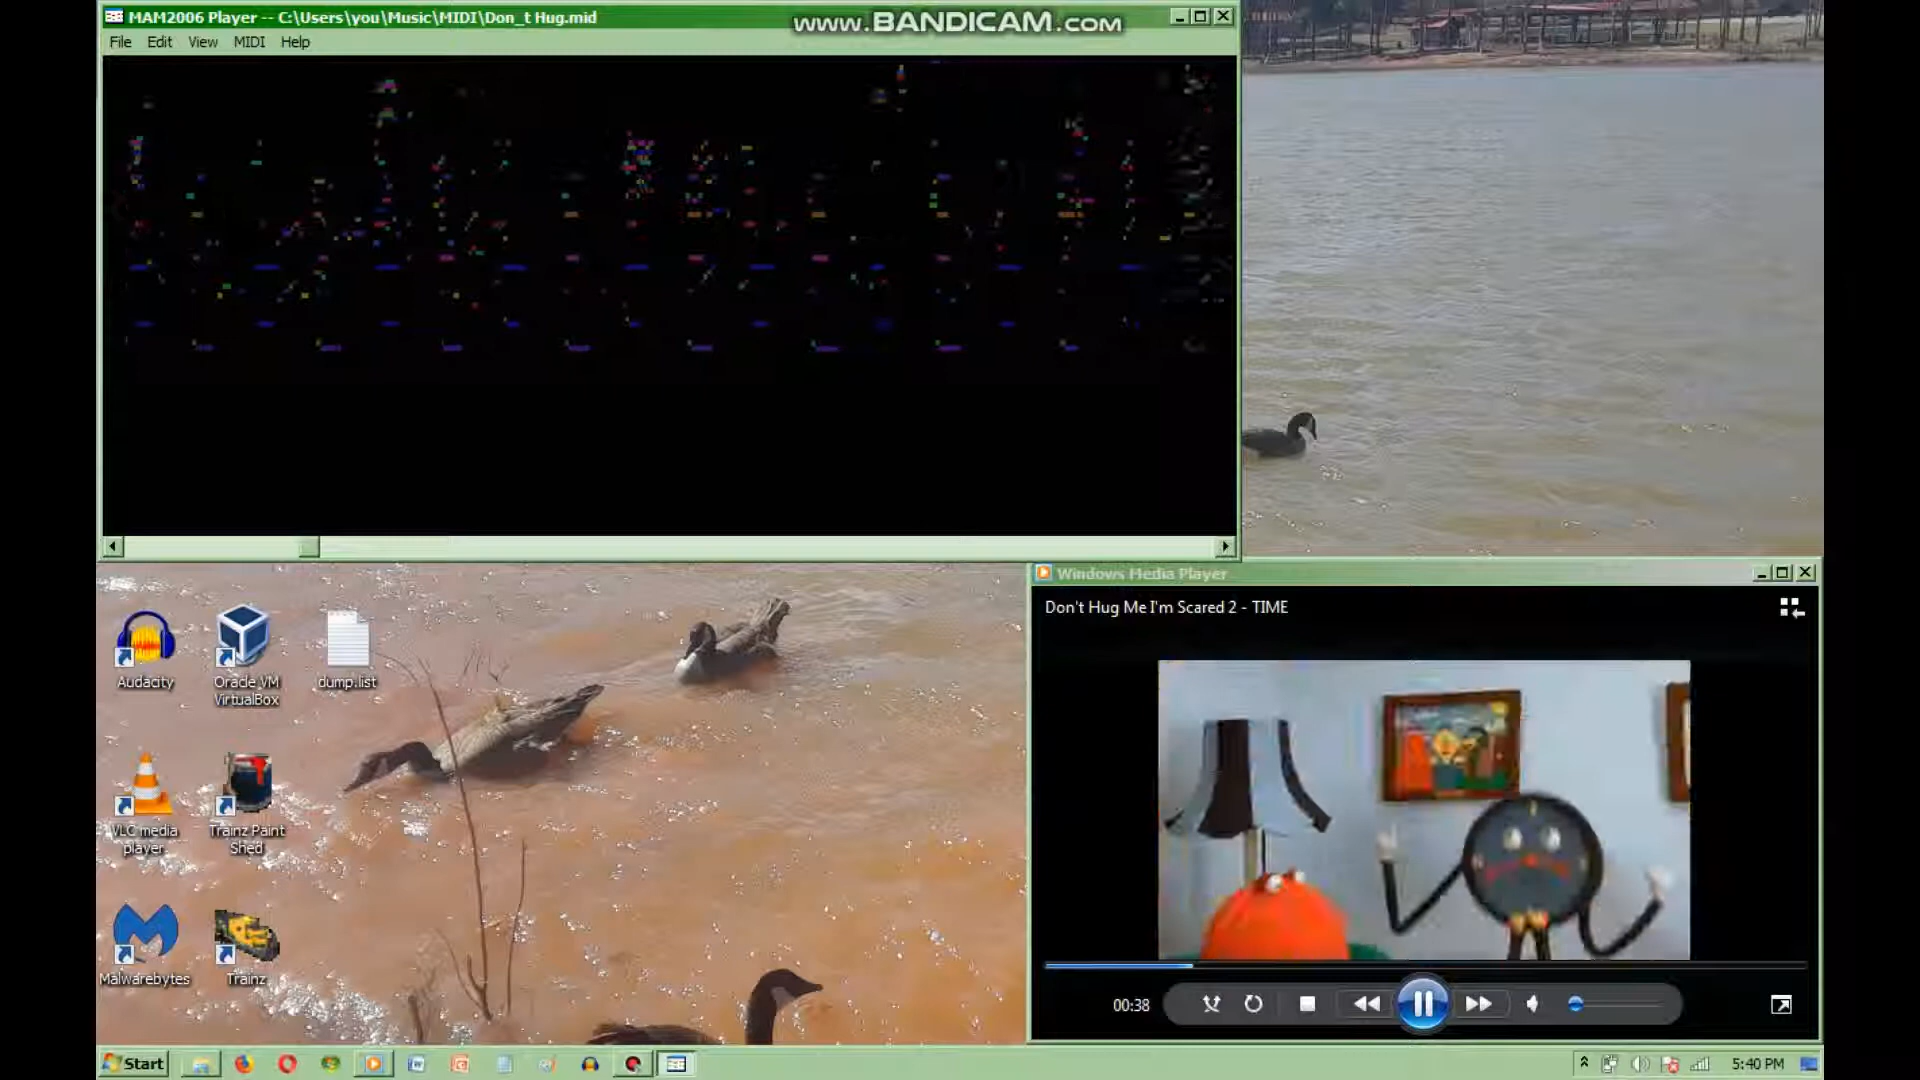 MAM2006 Player -- C:\Users\you\Music\MIDI\Don_t Hug.mid
www.BANDICAM.com
File Edit View MIDI Help
Windows Media Player
Don't Hug Me I'm Scared 2 - TIME
Audacity
Oracle VM
VirtualBox
dump.list
VLC media
player
Trainz Paint
Shed
Malwarebytes
Trainz
00:38
Start
5:40 PM